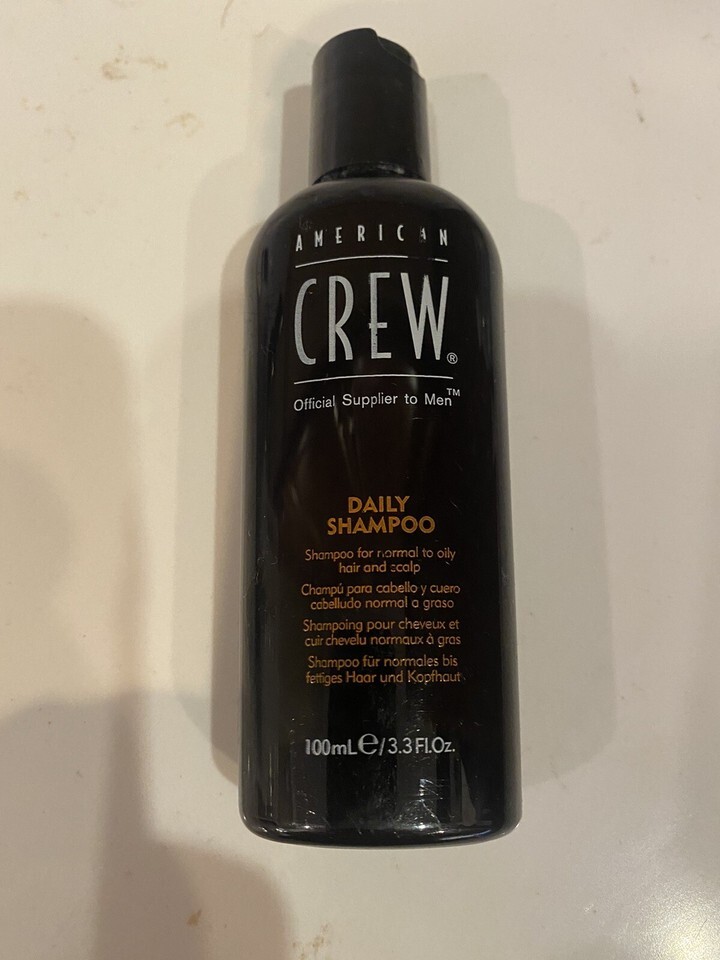 AMERICAN
CREW®
Official Supplier to Men™
DAILY
SHAMPOO
Shampoo for normal to oily
hair and scalp
Champú para cabello y cuero
cabelludo normal a graso
Shampoing pour cheveux et
cuir chevelu normaux à gras
Shampoo für normales bis
fettiges Haar und Kopfhaut
100mL℮/3.3 Fl.Oz.